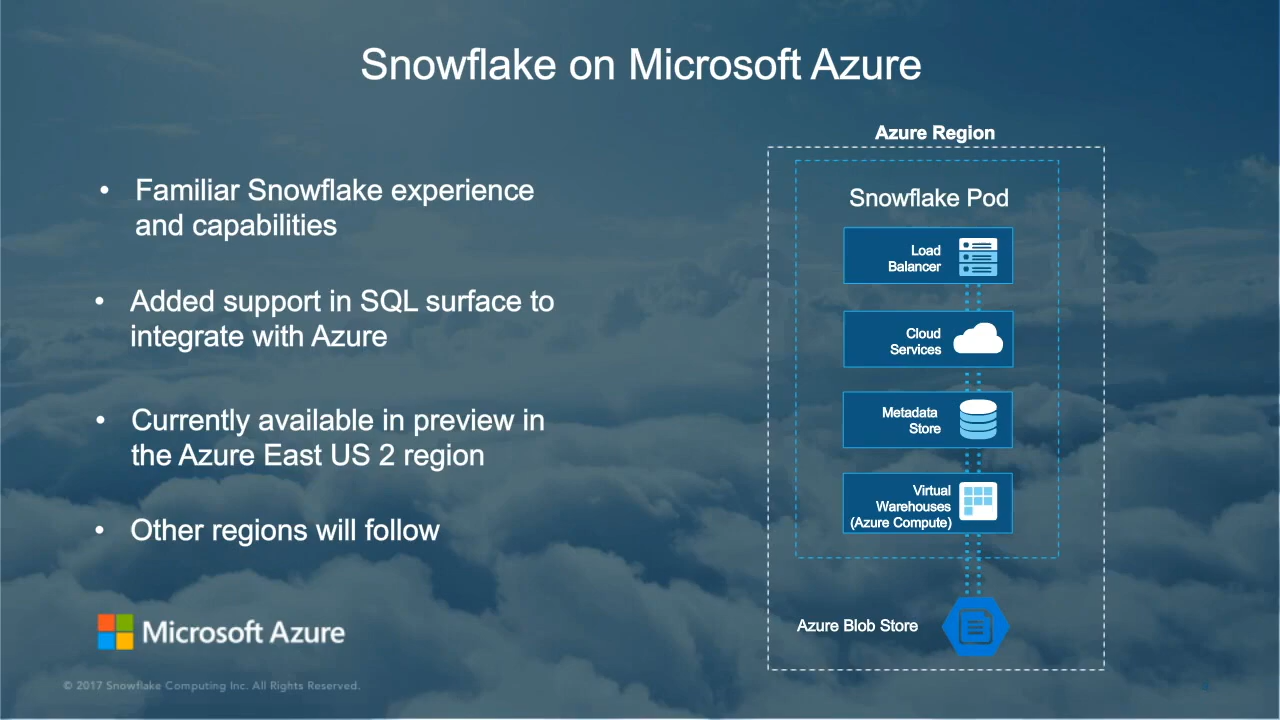 Snowflake on Microsoft Azure
• Familiar Snowflake experience
and capabilities
• Added support in SQL surface to
integrate with Azure
• Currently available in preview in
the Azure East US 2 region
• Other regions will follow
Microsoft Azure
© 2017 Snowflake Computing Inc. All Rights Reserved.
Azure Region
Snowflake Pod
Load
Balancer
Cloud
Services
Metadata
Store
Virtual
Warehouses
(Azure Compute)
Azure Blob Store